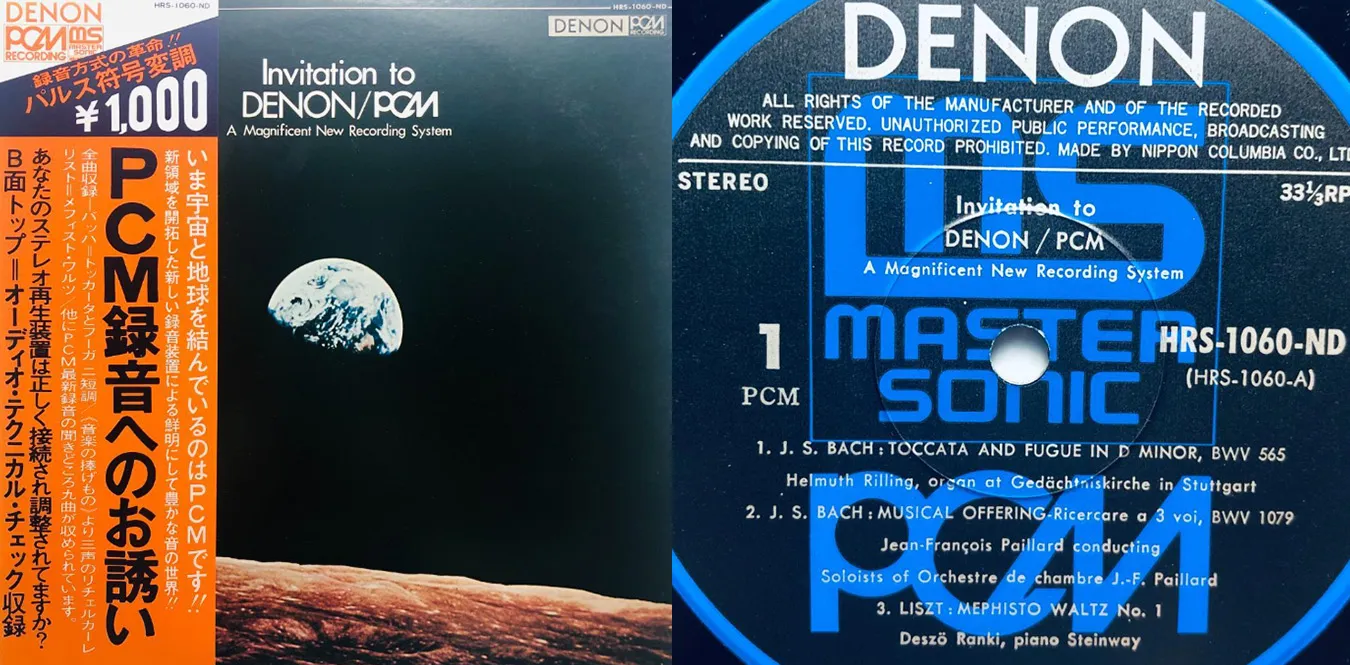 HRS-1060-ND
DENON
PCM
RECORDING
ms
MASTER
SONIC
録音方式の革命!!
パルス符号変調
¥1,000
いま宇宙と地球を結んでいるのはPCMです!!
新領域を開拓した新しい録音装置による鮮明にして豊かな音の世界!!
PCM録音へのお誘い
全曲収録―バッハ=トッカータとフーガ ニ短調/〈音楽の捧げもの〉より三声のリチェルカーレ
リスト=メフィスト・ワルツ/他にPCM最新録音の聞きどころ九曲が収められています。
あなたのステレオ再生装置は正しく接続され調整されてますか?
B面トップ=オーディオ・テクニカル・チェック収録
HRS-1060-ND
DENON PCM
RECORDING
Invitation to
DENON/PCM
A Magnificent New Recording System
DENON
ALL RIGHTS OF THE MANUFACTURER AND OF THE RECORDED
WORK RESERVED. UNAUTHORIZED PUBLIC PERFORMANCE, BROADCASTING
AND COPYING OF THIS RECORD PROHIBITED. MADE BY NIPPON COLUMBIA CO., LTD
STEREO
33⅓RP
ms
Invitation to
DENON / PCM
A Magnificent New Recording System
MASTER
SONIC
1
PCM
HRS-1060-ND
(HRS-1060-A)
1. J. S. BACH : TOCCATA AND FUGUE IN D MINOR, BWV 565
Helmuth Rilling, organ at Gedächtniskirche in Stuttgart
2. J. S. BACH : MUSICAL OFFERING-Ricercare a 3 voi, BWV 1079
Jean-François Paillard conducting
Soloists of Orchestre de chambre J.-F. Paillard
3. LISZT : MEPHISTO WALTZ No. 1
Deszö Ranki, piano Steinway
PCM